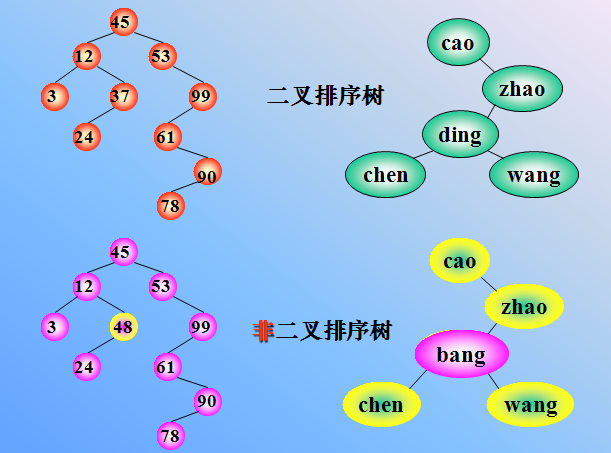 45
12 53
3 37 99
24 61
90
78
二叉排序树
cao
zhao
ding
chen wang
45
12 53
3 48 99
24 61
90
78
非二叉排序树
cao
zhao
bang
chen wang